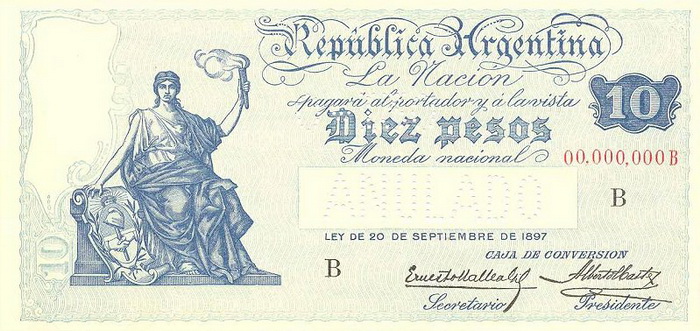 República Argentina
La Nacion
pagará al portador y á la vista
Diez pesos
10
Moneda nacional
00.000,000 B
ANULADO
B
LEY DE 20 DE SEPTIEMBRE DE 1897
CAJA DE CONVERSION
B
Secretario
Presidente
10